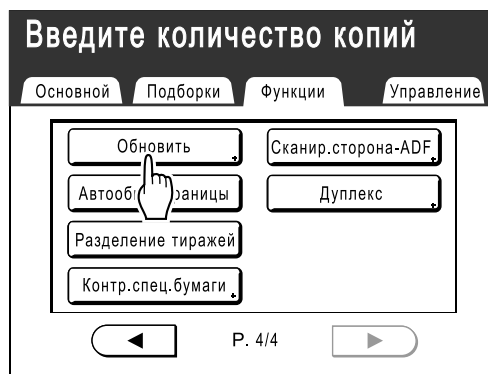 Введите количество копий
Основной Подборки Функции Управление
Обновить Сканир.сторона-ADF
Дуплекс
Разделение тиражей
Контр.спец.бумаги
P. 4/4